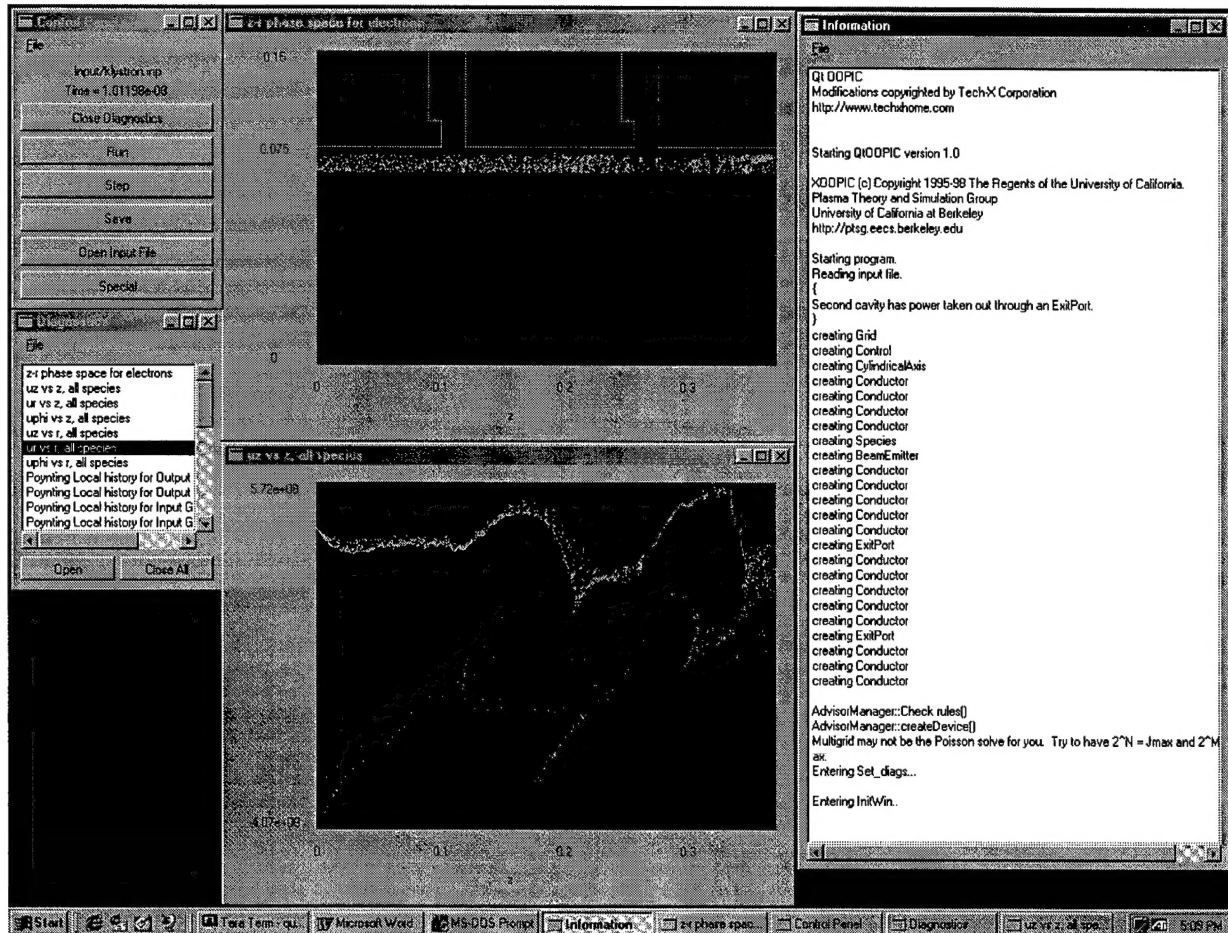 Control Panel
File
Input/klystron.inp
Time = 1.01198e-08
Close Diagnostics
Run
Step
Save
Open Input File
Special
Diagnostics
File
z-r phase space for electrons
uz vs z, all species
ur vs z, all species
uphi vs z, all species
uz vs r, all species
ur vs r, all species
uphi vs r, all species
Poynting Local history for Output
Poynting Local history for Output
Poynting Local history for Input G
Poynting Local history for Input G
Open
Close All
z-r phase space for electrons
0.15
0.075
0
0
0.1
0.2
0.3
z
uz vs z, all species
5.72e+08
4.07e+08
0
0.1
0.2
0.3
z
Information
File
Qt OOPIC
Modifications copyrighted by Tech-X Corporation
http://www.techxhome.com
Starting QtOOPIC version 1.0
XOOPIC (c) Copyright 1995-98 The Regents of the University of California.
Plasma Theory and Simulation Group
University of California at Berkeley
http://ptsg.eecs.berkeley.edu
Starting program.
Reading input file.
{
Second cavity has power taken out through an ExitPort.
}
creating Grid
creating Control
creating CylindricalAxis
creating Conductor
creating Conductor
creating Conductor
creating Conductor
creating Species
creating BeamEmitter
creating Conductor
creating Conductor
creating Conductor
creating Conductor
creating Conductor
creating ExitPort
creating Conductor
creating Conductor
creating Conductor
creating Conductor
creating Conductor
creating ExitPort
creating Conductor
creating Conductor
creating Conductor
AdvisorManager::Check rules()
AdvisorManager::createDevice()
Multigrid may not be the Poisson solve for you. Try to have 2^N = Jmax and 2^M
ax.
Entering Set_diags...
Entering InitWin..
Start
Tera Term - qu..
Microsoft Word
MS-DOS Prompt
Information
z-r phase spac...
Control Panel
Diagnostics
uz vs z, all spe...
5:09 PM